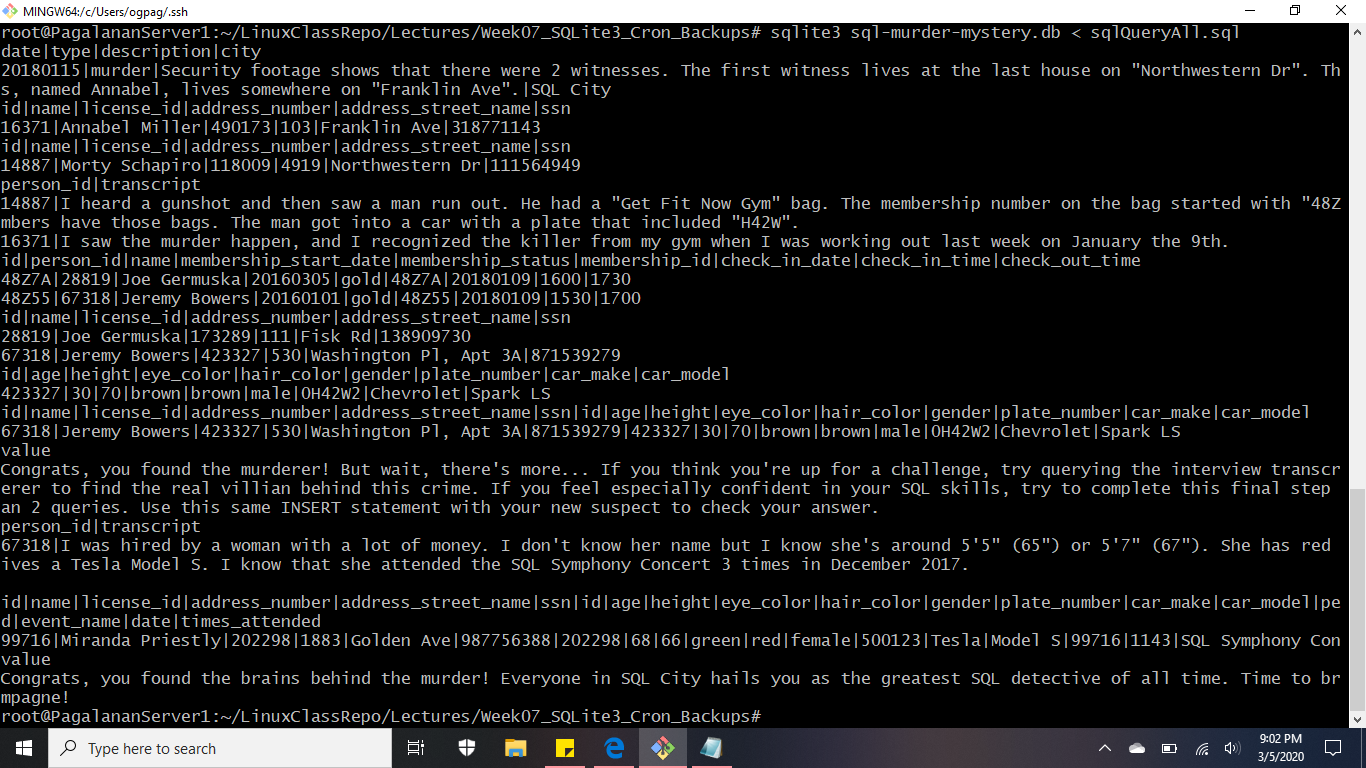 MINGW64:/c/Users/ogpag/.ssh
root@PagalananServer1:~/LinuxClassRepo/Lectures/Week07_SQLite3_Cron_Backups# sqlite3 sql-murder-mystery.db < sqlQueryAll.sql
date|type|description|city
20180115|murder|Security footage shows that there were 2 witnesses. The first witness lives at the last house on "Northwestern Dr". Th
s, named Annabel, lives somewhere on "Franklin Ave".|SQL City
id|name|license_id|address_number|address_street_name|ssn
16371|Annabel Miller|490173|103|Franklin Ave|318771143
id|name|license_id|address_number|address_street_name|ssn
14887|Morty Schapiro|118009|4919|Northwestern Dr|111564949
person_id|transcript
14887|I heard a gunshot and then saw a man run out. He had a "Get Fit Now Gym" bag. The membership number on the bag started with "48Z
mbers have those bags. The man got into a car with a plate that included "H42W".
16371|I saw the murder happen, and I recognized the killer from my gym when I was working out last week on January the 9th.
id|person_id|name|membership_start_date|membership_status|membership_id|check_in_date|check_in_time|check_out_time
48Z7A|28819|Joe Germuska|20160305|gold|48Z7A|20180109|1600|1730
48Z55|67318|Jeremy Bowers|20160101|gold|48Z55|20180109|1530|1700
id|name|license_id|address_number|address_street_name|ssn
28819|Joe Germuska|173289|111|Fisk Rd|138909730
67318|Jeremy Bowers|423327|530|Washington Pl, Apt 3A|871539279
id|age|height|eye_color|hair_color|gender|plate_number|car_make|car_model
423327|30|70|brown|brown|male|0H42W2|Chevrolet|Spark LS
id|name|license_id|address_number|address_street_name|ssn|id|age|height|eye_color|hair_color|gender|plate_number|car_make|car_model
67318|Jeremy Bowers|423327|530|Washington Pl, Apt 3A|871539279|423327|30|70|brown|brown|male|0H42W2|Chevrolet|Spark LS
value
Congrats, you found the murderer! But wait, there's more... If you think you're up for a challenge, try querying the interview transcr
erer to find the real villian behind this crime. If you feel especially confident in your SQL skills, try to complete this final step
an 2 queries. Use this same INSERT statement with your new suspect to check your answer.
person_id|transcript
67318|I was hired by a woman with a lot of money. I don't know her name but I know she's around 5'5" (65") or 5'7" (67"). She has red
ives a Tesla Model S. I know that she attended the SQL Symphony Concert 3 times in December 2017.
id|name|license_id|address_number|address_street_name|ssn|id|age|height|eye_color|hair_color|gender|plate_number|car_make|car_model|pe
d|event_name|date|times_attended
99716|Miranda Priestly|202298|1883|Golden Ave|987756388|202298|68|66|green|red|female|500123|Tesla|Model S|99716|1143|SQL Symphony Con
value
Congrats, you found the brains behind the murder! Everyone in SQL City hails you as the greatest SQL detective of all time. Time to br
mpagne!
root@PagalananServer1:~/LinuxClassRepo/Lectures/Week07_SQLite3_Cron_Backups#
Type here to search
9:02 PM
3/5/2020